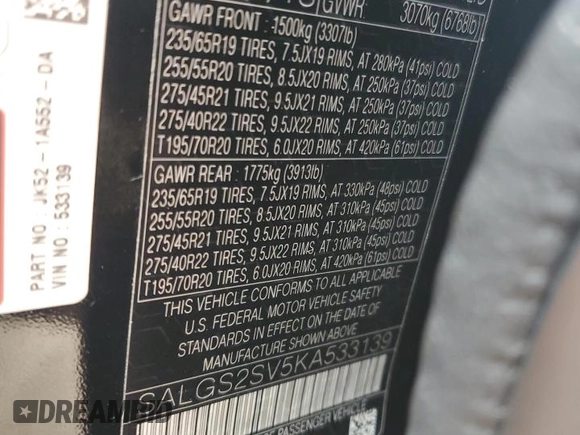 GVWR: 3070kg (6768lb)
GAWR FRONT : 1500kg (3307lb)
235/65R19 TIRES, 7.5JX19 RIMS, AT 280kPa (41psi) COLD
255/55R20 TIRES, 8.5JX20 RIMS, AT 250kPa (37psi) COLD
275/45R21 TIRES, 9.5JX21 RIMS, AT 250kPa (37psi) COLD
275/40R22 TIRES, 9.5JX22 RIMS, AT 250kPa (37psi) COLD
T195/70R20 TIRES, 6.0JX20 RIMS, AT 420kPa (61psi) COLD
GAWR REAR : 1775kg (3913lb)
235/65R19 TIRES, 7.5JX19 RIMS, AT 330kPa (48psi) COLD
255/55R20 TIRES, 8.5JX20 RIMS, AT 310kPa (45psi) COLD
275/45R21 TIRES, 9.5JX21 RIMS, AT 310kPa (45psi) COLD
275/40R22 TIRES, 9.5JX22 RIMS, AT 310kPa (45psi) COLD
T195/70R20 TIRES, 6.0JX20 RIMS, AT 420kPa (61psi) COLD
THIS VEHICLE CONFORMS TO ALL APPLICABLE
U.S. FEDERAL MOTOR VEHICLE SAFETY
STANDARDS IN EFFECT ON THE DATE OF
MANUFACTURE SHOWN ABOVE
SALGS2SV5KA533139
PASSENGER VEHICLE
PART NO : JK52 - 1A552 - DA
VIN NO : 533139